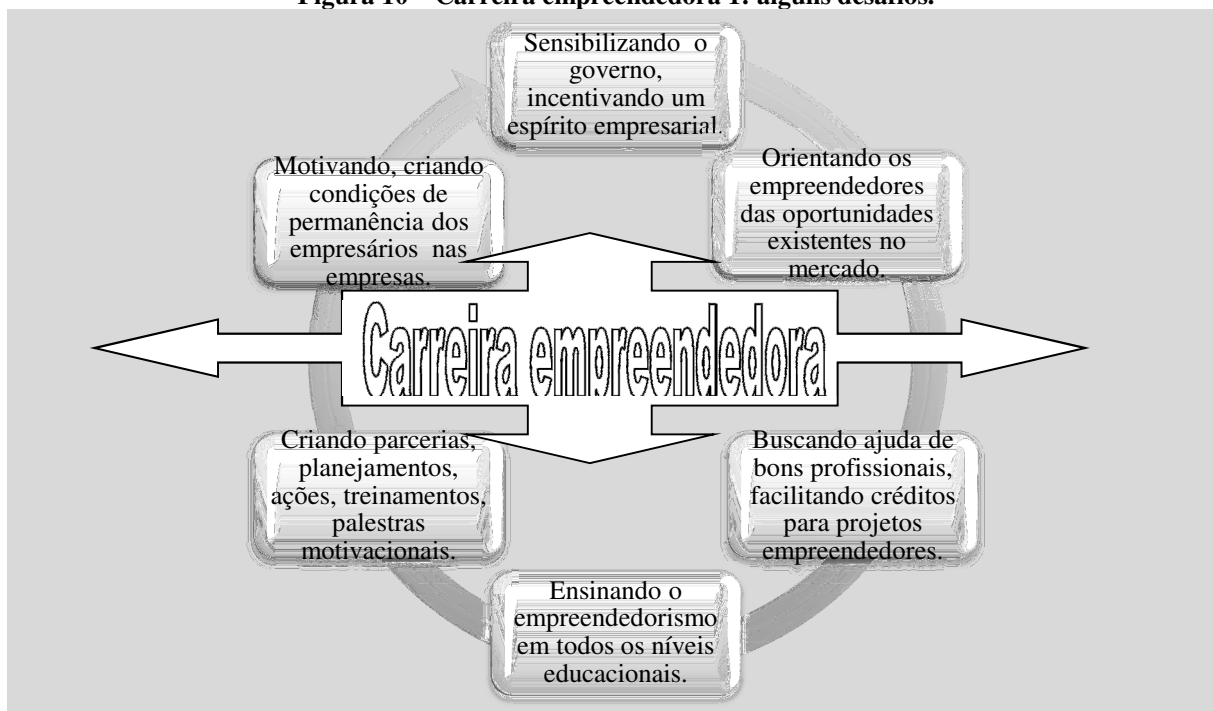 Figura 10 – Carreira empreendedora 1: alguns desafios.
Sensibilizando o
governo,
incentivando um
espírito empresarial.
Orientando os
empreendedores
das oportunidades
existentes no
mercado.
Buscando ajuda de
bons profissionais,
facilitando créditos
para projetos
empreendedores.
Ensinando o
empreendedorismo
em todos os níveis
educacionais.
Criando parcerias,
planejamentos,
ações, treinamentos,
palestras
motivacionais.
Motivando, criando
condições de
permanência dos
empresários nas
empresas.
Carreira empreendedora